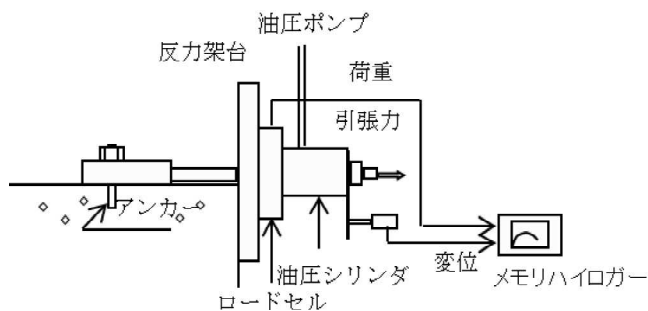 油圧ポンプ
反力架台
荷重
引張力
アンカー
油圧シリンダ
変位
メモリハイロガー
ロードセル